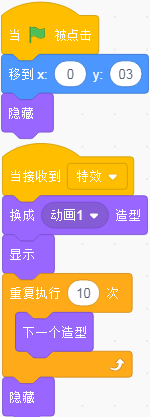 当 被点击
移到 x: 0 y: 03
隐藏
当接收到 特效
换成 动画1 造型
显示
重复执行 10 次
下一个造型
隐藏